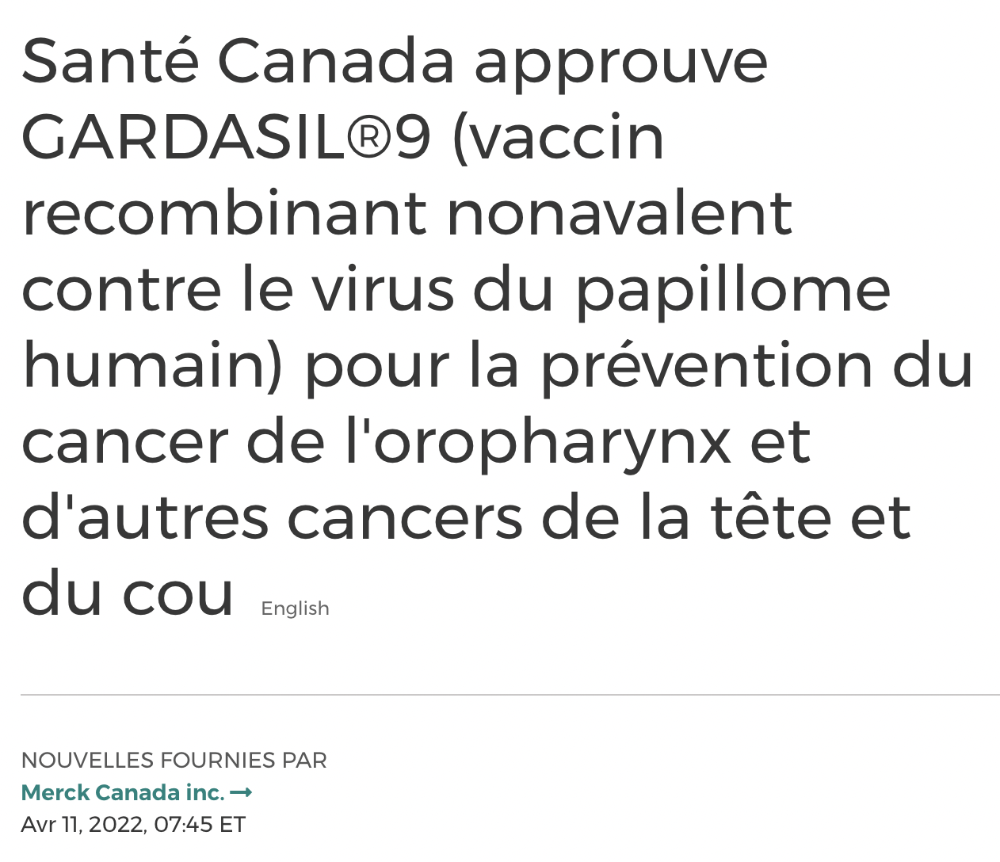 Santé Canada approuve
GARDASIL®9 (vaccin
recombinant nonavalent
contre le virus du papillome
humain) pour la prévention du
cancer de l'oropharynx et
d'autres cancers de la tête et
du cou English
NOUVELLES FOURNIES PAR
Merck Canada inc. →
Avr 11, 2022, 07:45 ET